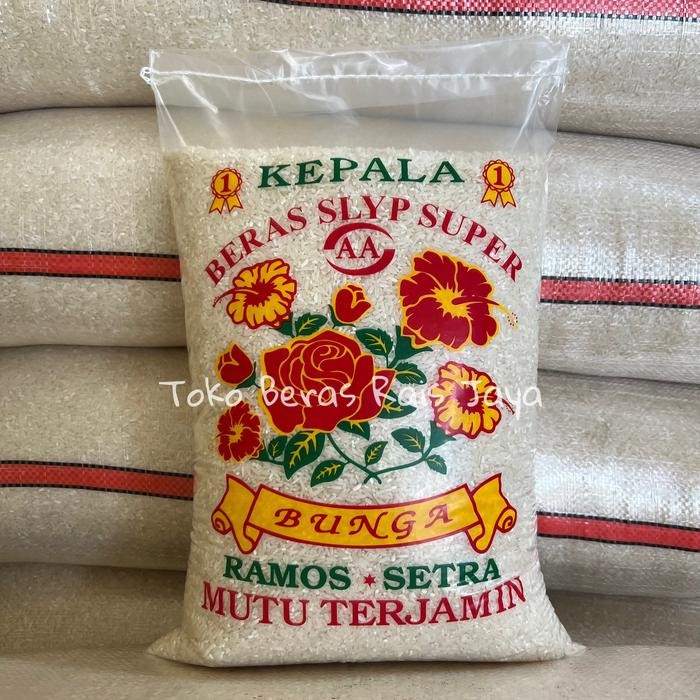 KEPALA
1
1
BERAS SLYP SUPER
AA
Toko Beras Rais Jaya
BUNGA
RAMOS * SETRA
MUTU TERJAMIN